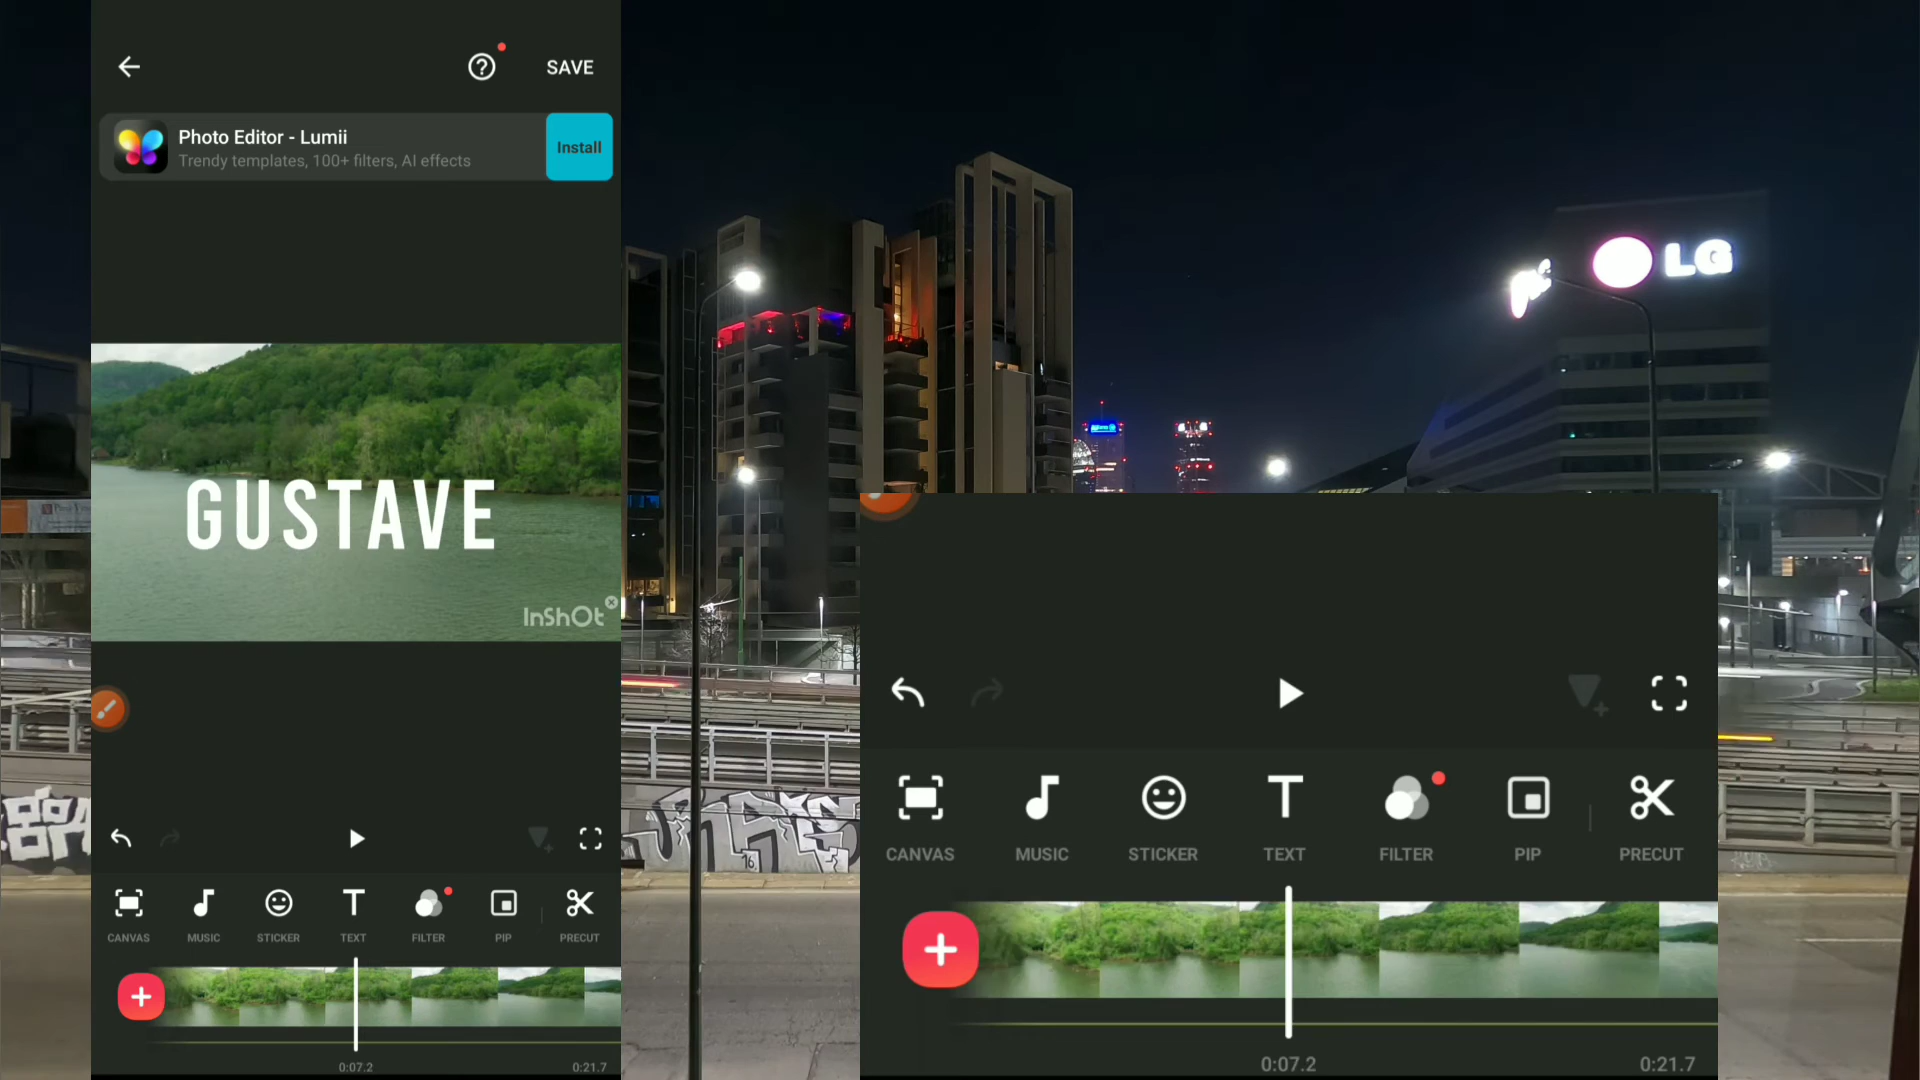 SAVE
Photo Editor - Lumii
Trendy templates, 100+ filters, AI effects
Install
GUSTAVE
InShOt
CANVAS
MUSIC
STICKER
TEXT
FILTER
PIP
PRECUT
0:07.2
0:21.7
LG
CANVAS
MUSIC
STICKER
TEXT
FILTER
PIP
PRECUT
0:07.2
0:21.7
16